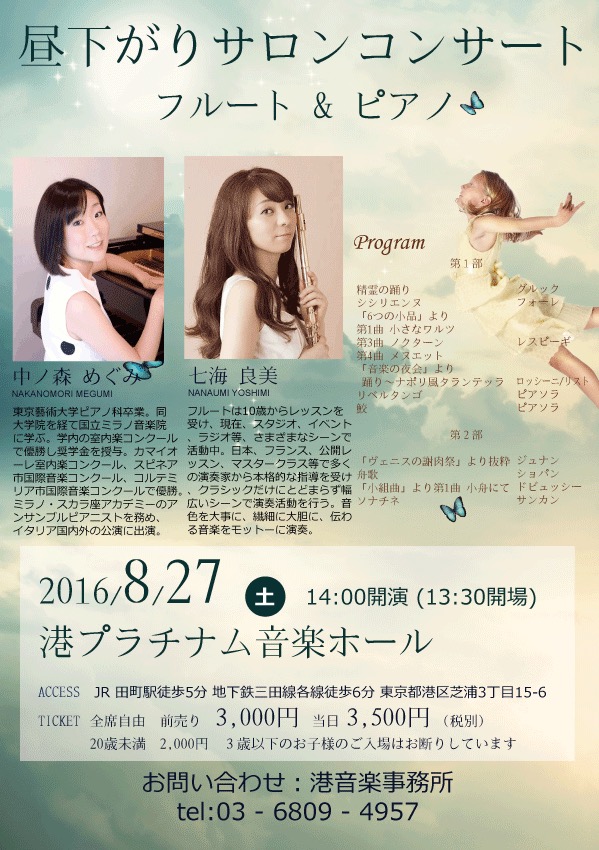 昼下がりサロンコンサート
フルート & ピアノ
中ノ森 めぐみ
NAKANOMORI MEGUMI
東京藝術大学ピアノ科卒業。同
大学院を経て国立ミラノ音楽院
に学ぶ。学内の室内楽コンクール
で優勝し奨学金を授与。カマイオ
ーレ室内楽コンクール、スピネア
市国際音楽コンクール、コルテミ
リア市国際音楽コンクールで優勝。
ミラノ・スカラ座アカデミーのア
ンサンブルピアニストを務め、
イタリア国内外の公演に出演。
七海 良美
NANAUMI YOSHIMI
フルートは10歳からレッスンを
受け、現在、スタジオ、イベント
、ラジオ等、さまざまなシーンで
活動中。日本、フランス、公開レ
ッスン、マスタークラス等で多く
の演奏家から本格的な指導を受け
、クラシックだけにとどまらず幅
広いシーンで演奏活動を行う。音
色を大事に、繊細に大胆に、伝わ
る音楽をモットーに演奏。
Program
第1部
精霊の踊り グルック
シシリエンヌ フォーレ
「6つの小品」より
第1曲 小さなワルツ
第3曲 ノクターン レスピーギ
第4曲 メヌエット
「音楽の夜会」より
踊り～ナポリ風タランテッラ ロッシーニ/リスト
リベルタンゴ ピアソラ
鮫 ピアソラ
第2部
「ヴェニスの謝肉祭」より抜粋 ジュナン
舟歌 ショパン
「小組曲」より第1曲 小舟にて ドビュッシー
ソナチネ サンカン
2016/8/27 土 14:00開演 (13:30開場)
港プラチナム音楽ホール
ACCESS JR 田町駅徒歩5分 地下鉄三田線各線徒歩6分 東京都港区芝浦3丁目15-6
TICKET 全席自由 前売り 3,000円 当日 3,500円 （税別）
20歳未満 2,000円 3歳以下のお子様のご入場はお断りしています
お問い合わせ：港音楽事務所
tel:03 - 6809 - 4957